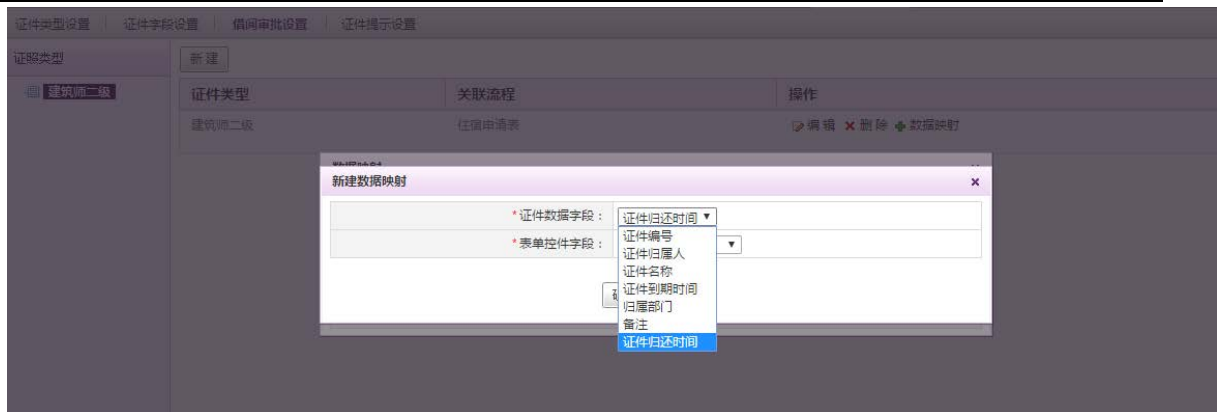 证件类型设置 证件字段设置 借阅审批设置 证件提示设置
证照类型 新建
建筑师二级 证件类型 关联流程 操作
建筑师二级 住宿申请表 编辑 删除 数据映射
数据映射
新建数据映射
*证件数据字段： 证件归还时间
证件编号
*表单控件字段：
证件归属人
证件名称
证件到期时间
归属部门
备注
证件归还时间